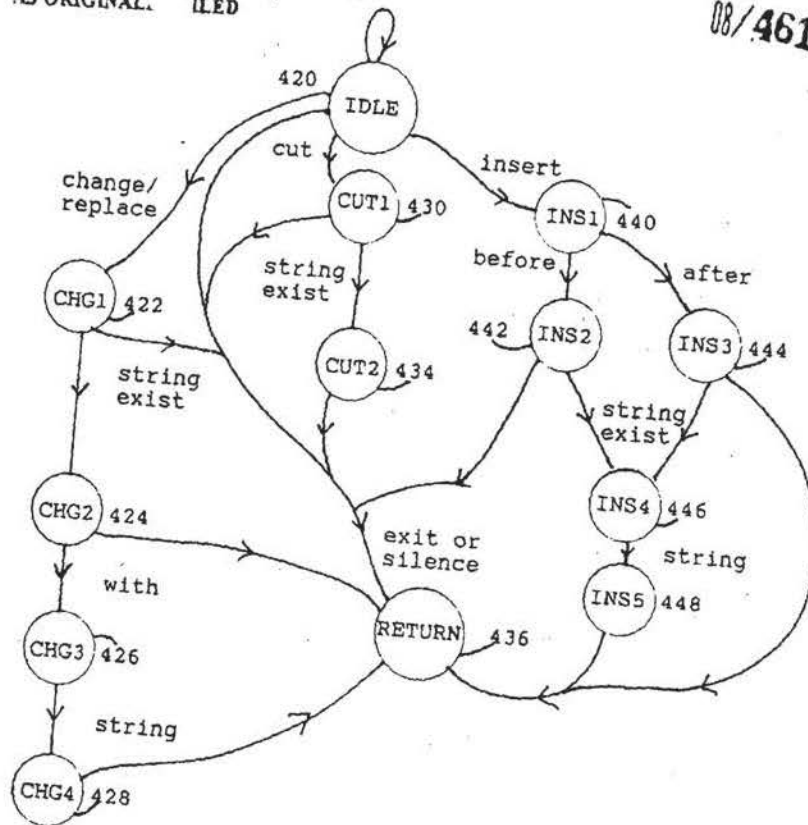 ORIGINAL
08/461
420
IDLE
cut
insert
change/
replace
CUT1
430
INS1
440
string
exist
before
after
CHG1
422
442
INS2
INS3
444
string
exist
CUT2
434
string
exist
CHG2
424
INS4
446
exit or
silence
string
with
INS5
448
RETURN
436
CHG3
426
string
CHG4
428